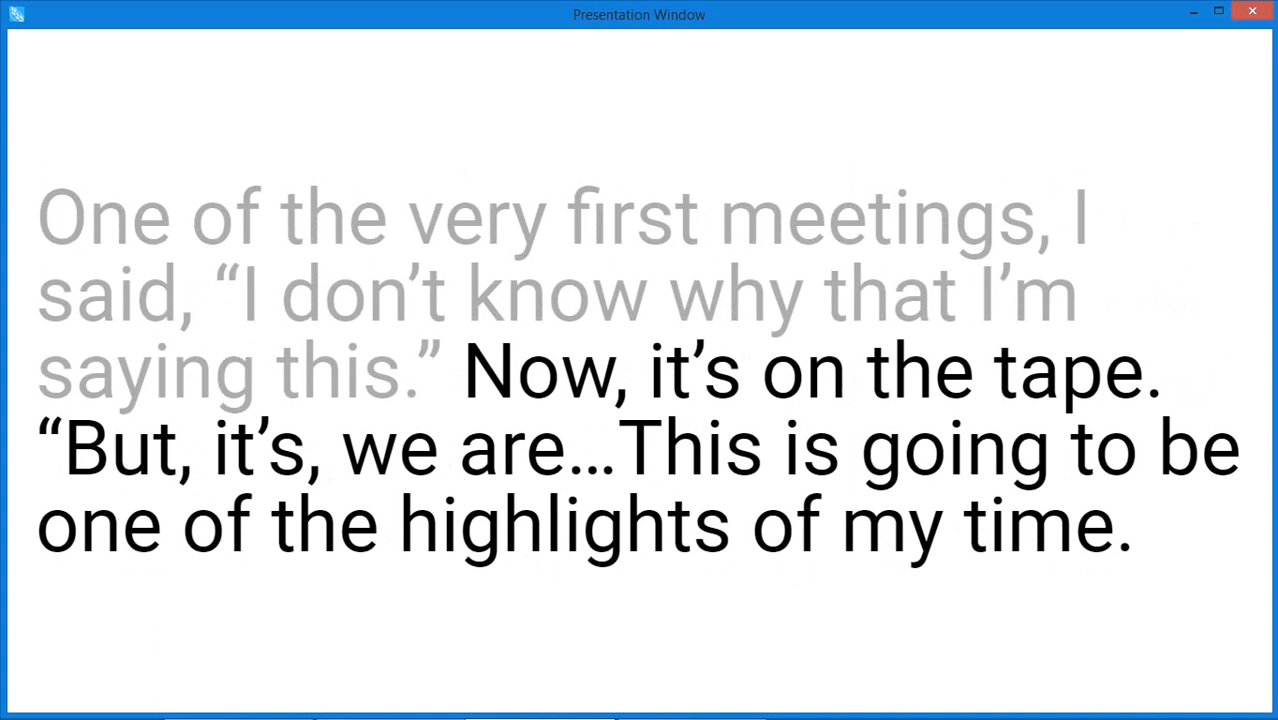 Presentation Window
One of the very first meetings, I
said, “I don’t know why that I’m
saying this.” Now, it’s on the tape.
“But, it’s, we are…This is going to be
one of the highlights of my time.